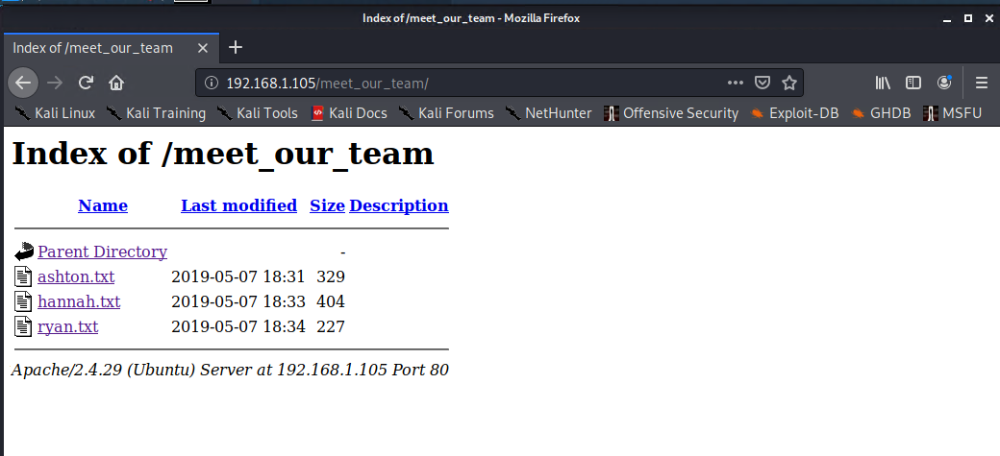 Index of /meet_our_team - Mozilla Firefox
Index of /meet_our_team
192.168.1.105/meet_our_team/
Kali Linux Kali Training Kali Tools Kali Docs Kali Forums NetHunter Offensive Security Exploit-DB GHDB MSFU
Index of /meet_our_team
Name Last modified Size Description
Parent Directory -
ashton.txt 2019-05-07 18:31 329
hannah.txt 2019-05-07 18:33 404
ryan.txt 2019-05-07 18:34 227
Apache/2.4.29 (Ubuntu) Server at 192.168.1.105 Port 80